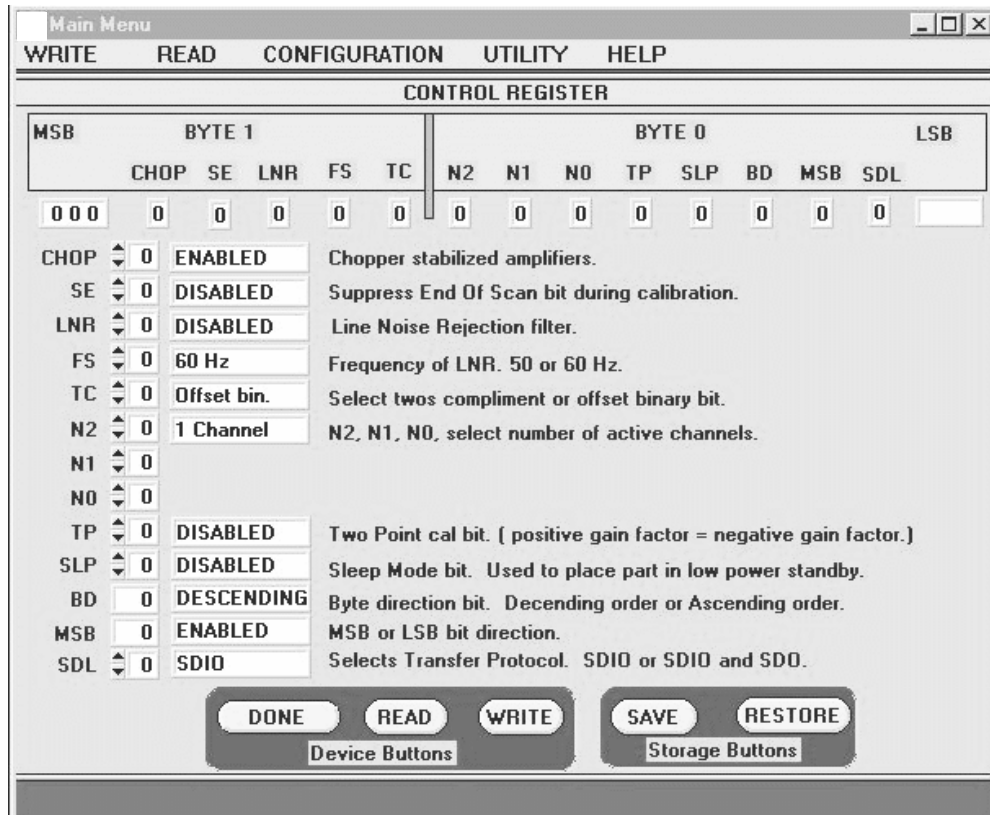 Main Menu
WRITE READ CONFIGURATION UTILITY HELP
CONTROL REGISTER
MSB BYTE 1 BYTE 0 LSB
CHOP SE LNR FS TC N2 N1 N0 TP SLP BD MSB SDL
0 0 0 0 0 0 0 0 0 0 0 0 0 0 0 0
CHOP 0 ENABLED Chopper stabilized amplifiers.
SE 0 DISABLED Suppress End Of Scan bit during calibration.
LNR 0 DISABLED Line Noise Rejection filter.
FS 0 60 Hz Frequency of LNR. 50 or 60 Hz.
TC 0 Offset bin. Select twos compliment or offset binary bit.
N2 0 1 Channel N2, N1, N0, select number of active channels.
N1 0
N0 0
TP 0 DISABLED Two Point cal bit. ( positive gain factor = negative gain factor.)
SLP 0 DISABLED Sleep Mode bit. Used to place part in low power standby.
BD 0 DESCENDING Byte direction bit. Decending order or Ascending order.
MSB 0 ENABLED MSB or LSB bit direction.
SDL 0 SDIO Selects Transfer Protocol. SDIO or SDIO and SDO.
DONE READ WRITE SAVE RESTORE
Device Buttons Storage Buttons